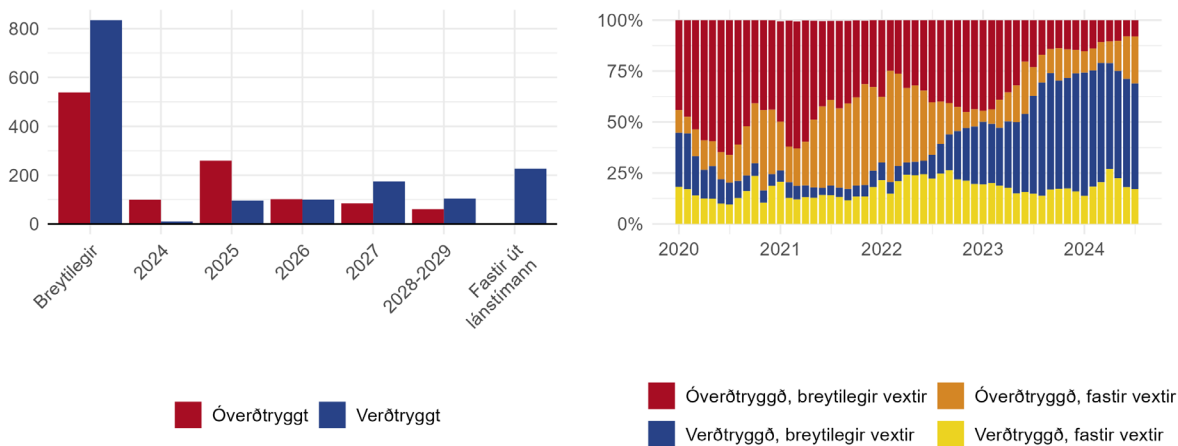 800
600
400
200
0
Breytilegir
2024
2025
2026
2027
2028-2029
Fastir út
lánstímann
Óverðtryggt
Verðtryggt
100%
75%
50%
25%
0%
2020
2021
2022
2023
2024
Óverðtryggð, breytilegir vextir
Óverðtryggð, fastir vextir
Verðtryggð, breytilegir vextir
Verðtryggð, fastir vextir